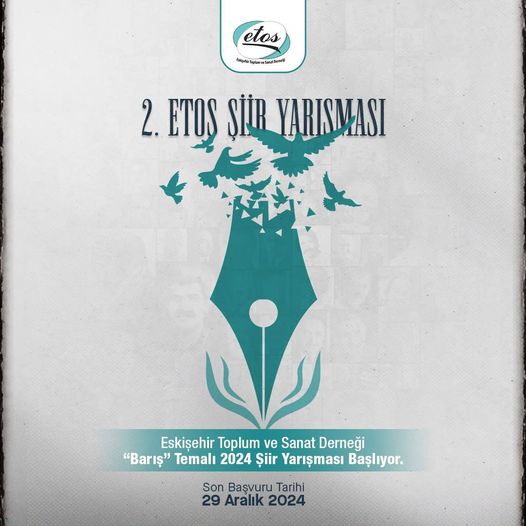 etos
Eskişehir Toplum ve Sanat Derneği
2. ETOS ŞİİR YARIŞMASI
Eskişehir Toplum ve Sanat Derneği
“Barış” Temalı 2024 Şiir Yarışması Başlıyor.
Son Başvuru Tarihi
29 Aralık 2024